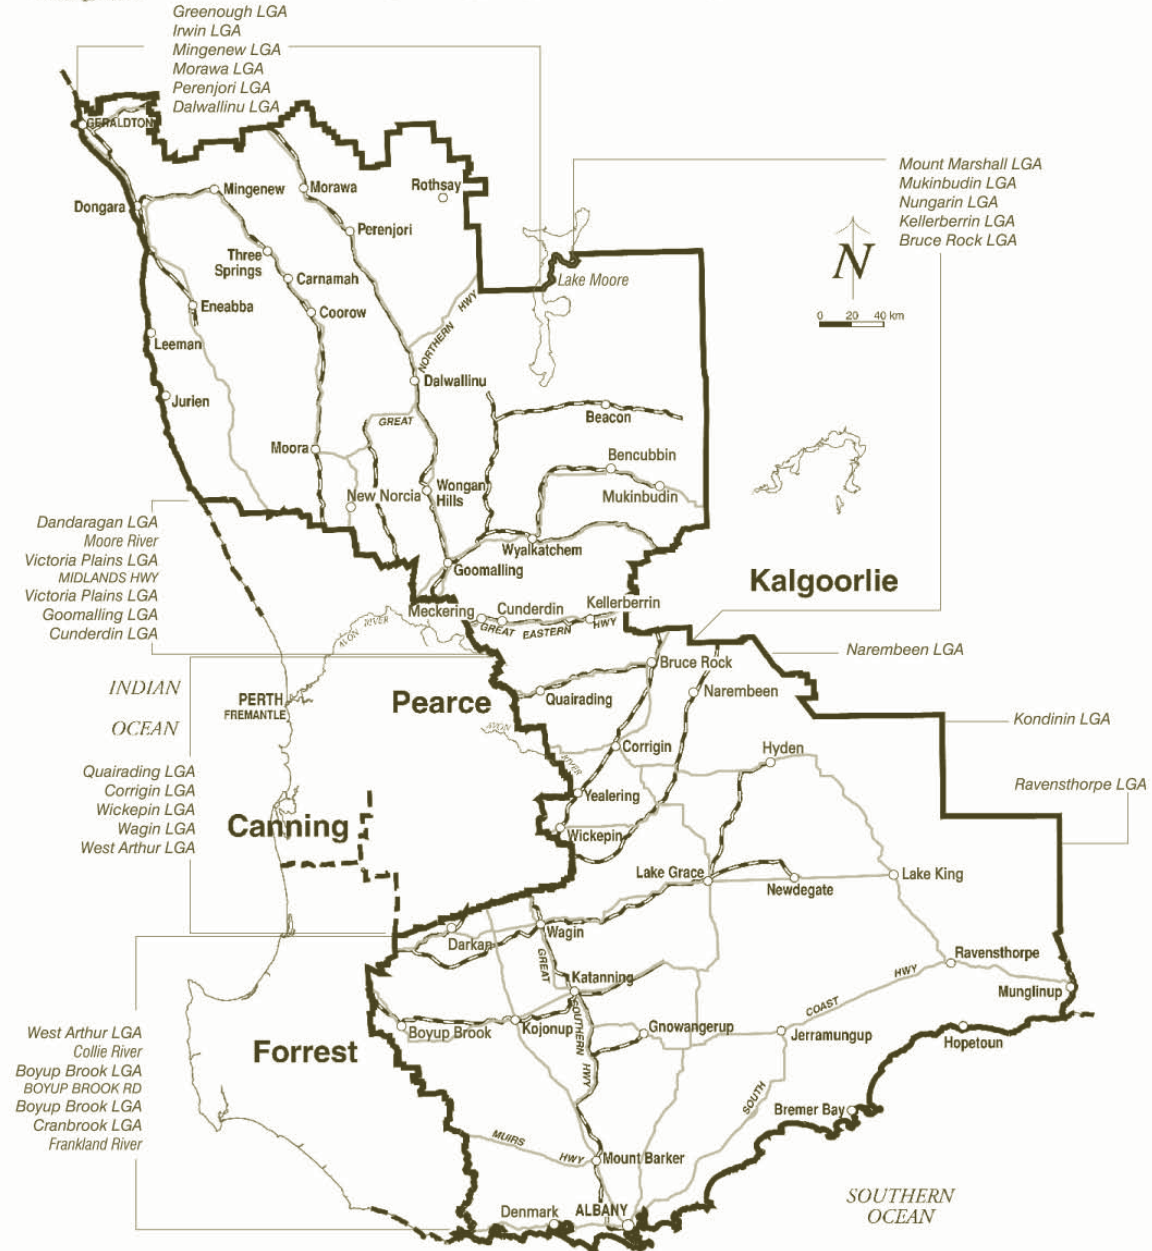 Greenough LGA
Irwin LGA
Mingenew LGA
Morawa LGA
Perenjori LGA
Dalwallinu LGA
GERALDTON
Mount Marshall LGA
Mukinbudin LGA
Nungarin LGA
Kellerberrin LGA
Bruce Rock LGA
Mingenew
Morawa
Rothsay
Dongara
Perenjori
N
Three
Springs
Carnamah
Lake Moore
Eneabba
Coorow
NORTHERN HWY
0 20 40 km
Leeman
Dalwallinu
Jurien
GREAT
Beacon
Moora
Bencubbin
New Norcia
Wongan
Hills
Mukinbudin
Dandaragan LGA
Moore River
Victoria Plains LGA
MIDLANDS HWY
Victoria Plains LGA
Goomalling LGA
Cunderdin LGA
Wyalkatchem
Goomalling
Kalgoorlie
Meckering
Cunderdin
Kellerberrin
GREAT EASTERN HWY
AVON RIVER
Narembeen LGA
Bruce Rock
INDIAN
OCEAN
PERTH
FREMANTLE
Pearce
Quairading
Narembeen
Kondinin LGA
AVON RIVER
Corrigin
Hyden
Quairading LGA
Corrigin LGA
Wickepin LGA
Wagin LGA
West Arthur LGA
Ravensthorpe LGA
Yealering
Canning
Wickepin
Lake Grace
Newdegate
Lake King
Wagin
Darkan
GREAT
SOUTHERN
HWY
Katanning
Ravensthorpe
Munglinup
West Arthur LGA
Collie River
Boyup Brook LGA
BOYUP BROOK RD
Boyup Brook LGA
Cranbrook LGA
Frankland River
Forrest
Boyup Brook
Kojonup
Gnowangerup
SOUTH
COAST
HWY
Jerramungup
Hopetoun
Bremer Bay
MUIRS
HWY
Mount Barker
Denmark
ALBANY
SOUTHERN
OCEAN